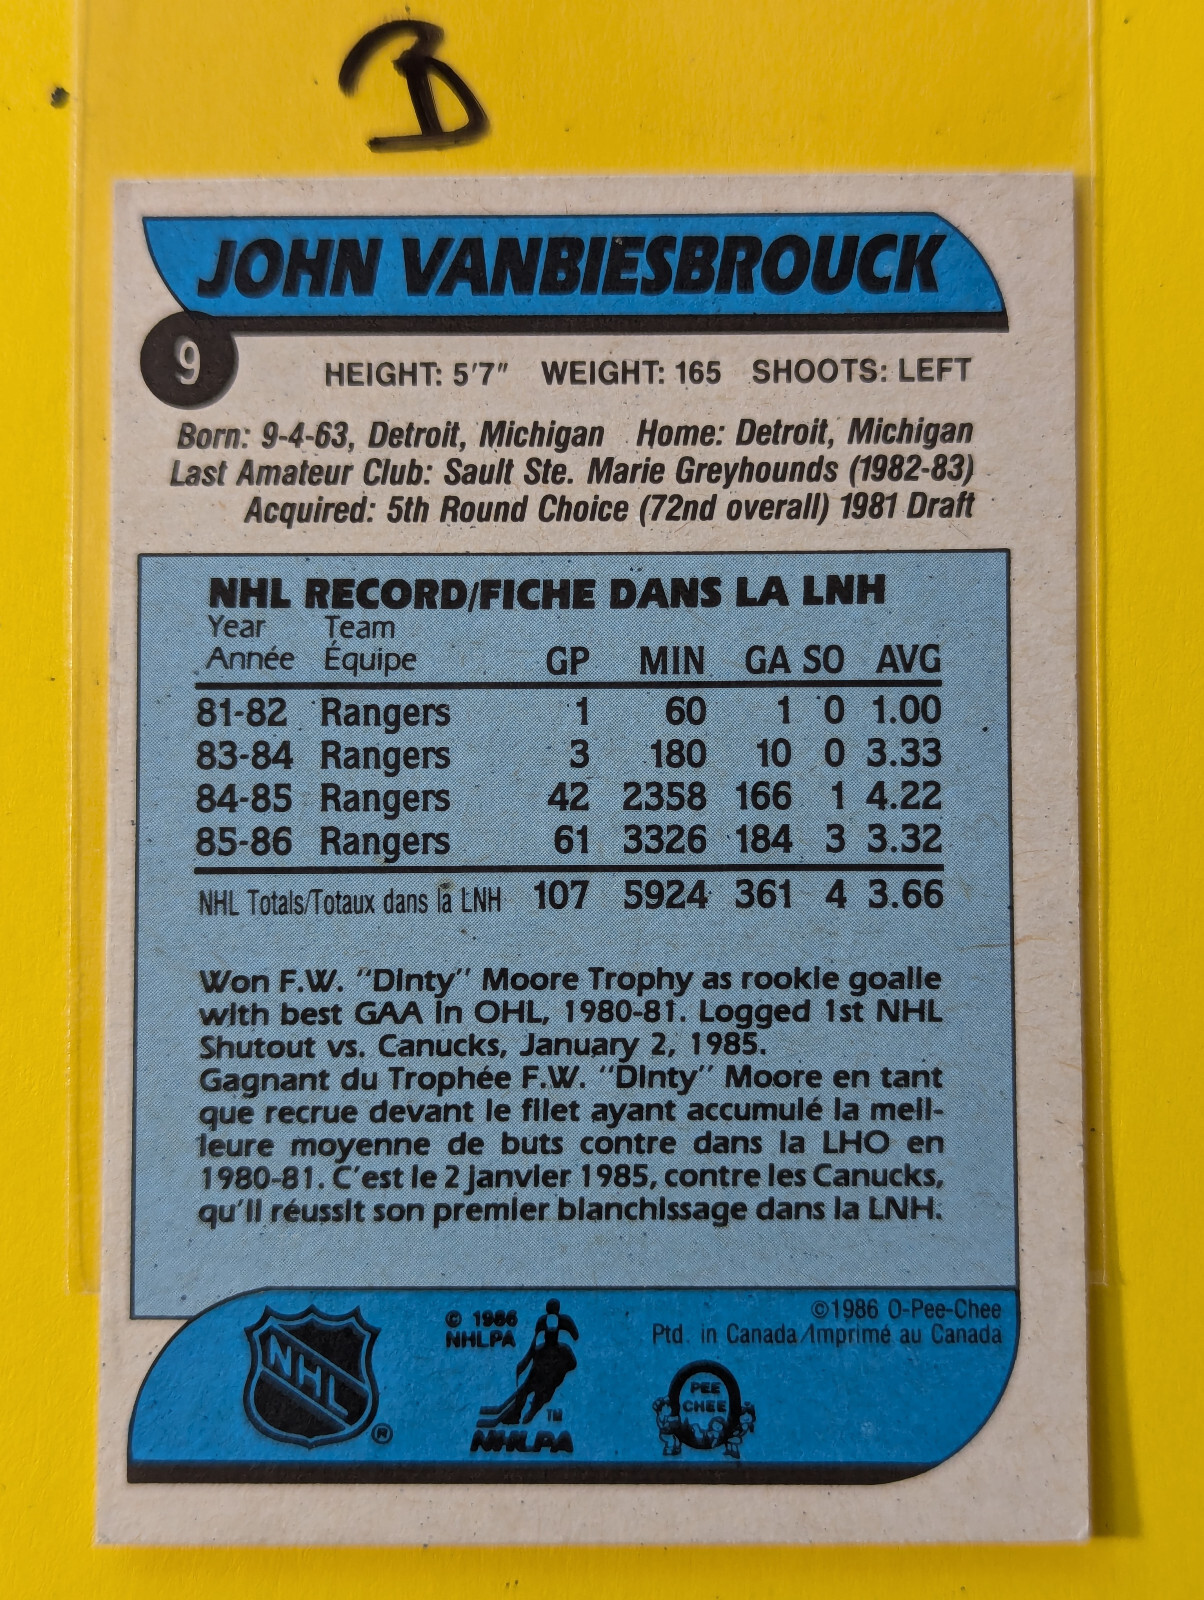 B
JOHN VANBIESBROUCK
9
HEIGHT: 5'7" WEIGHT: 165 SHOOTS: LEFT
Born: 9-4-63, Detroit, Michigan Home: Detroit, Michigan
Last Amateur Club: Sault Ste. Marie Greyhounds (1982-83)
Acquired: 5th Round Choice (72nd overall) 1981 Draft
NHL RECORD/FICHE DANS LA LNH
Year Team
Année Équipe GP MIN GA SO AVG
81-82 Rangers 1 60 1 0 1.00
83-84 Rangers 3 180 10 0 3.33
84-85 Rangers 42 2358 166 1 4.22
85-86 Rangers 61 3326 184 3 3.32
NHL Totals/Totaux dans la LNH 107 5924 361 4 3.66
Won F.W. "Dinty" Moore Trophy as rookie goalie
with best GAA in OHL, 1980-81. Logged 1st NHL
Shutout vs. Canucks, January 2, 1985.
Gagnant du Trophée F.W. "Dinty" Moore en tant
que recrue devant le filet ayant accumulé la meil-
leure moyenne de buts contre dans la LHO en
1980-81. C'est le 2 janvier 1985, contre les Canucks,
qu'il réussit son premier blanchissage dans la LNH.
NHL ®
© 1986
NHLPA
TM
NHLPA
©1986 O-Pee-Chee
Ptd. in Canada/Imprimé au Canada
PEE
CHEE